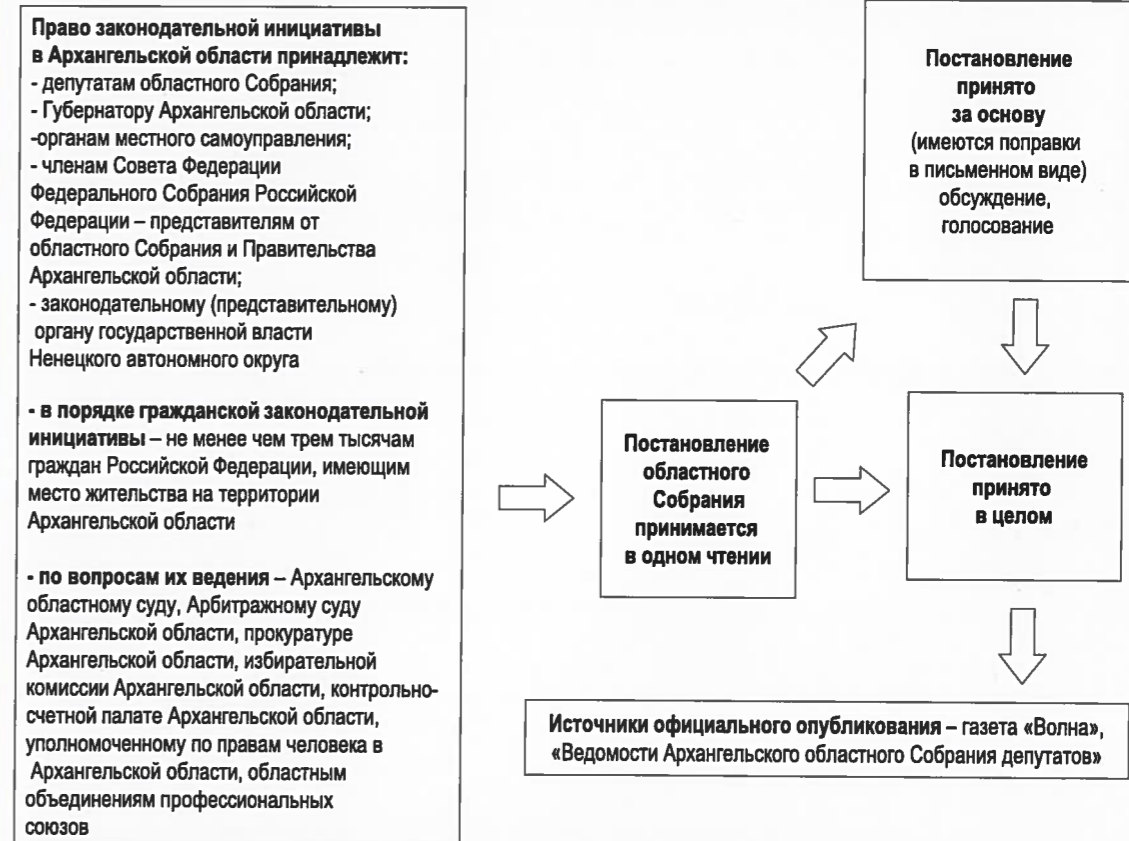 Право законодательной инициативы
в Архангельской области принадлежит:
- депутатам областного Собрания;
- Губернатору Архангельской области;
-органам местного самоуправления;
- членам Совета Федерации
Федерального Собрания Российской
Федерации – представителям от
областного Собрания и Правительства
Архангельской области;
- законодательному (представительному)
органу государственной власти
Ненецкого автономного округа
- в порядке гражданской законодательной
инициативы – не менее чем трем тысячам
граждан Российской Федерации, имеющим
место жительства на территории
Архангельской области
- по вопросам их ведения – Архангельскому
областному суду, Арбитражному суду
Архангельской области, прокуратуре
Архангельской области, избирательной
комиссии Архангельской области, контрольно-
счетной палате Архангельской области,
уполномоченному по правам человека в
Архангельской области, областным
объединениям профессиональных
союзов
Постановление
областного
Собрания
принимается
в одном чтении
Постановление
принято
за основу
(имеются поправки
в письменном виде)
обсуждение,
голосование
Постановление
принято
в целом
Источники официального опубликования – газета «Волна»,
«Ведомости Архангельского областного Собрания депутатов»